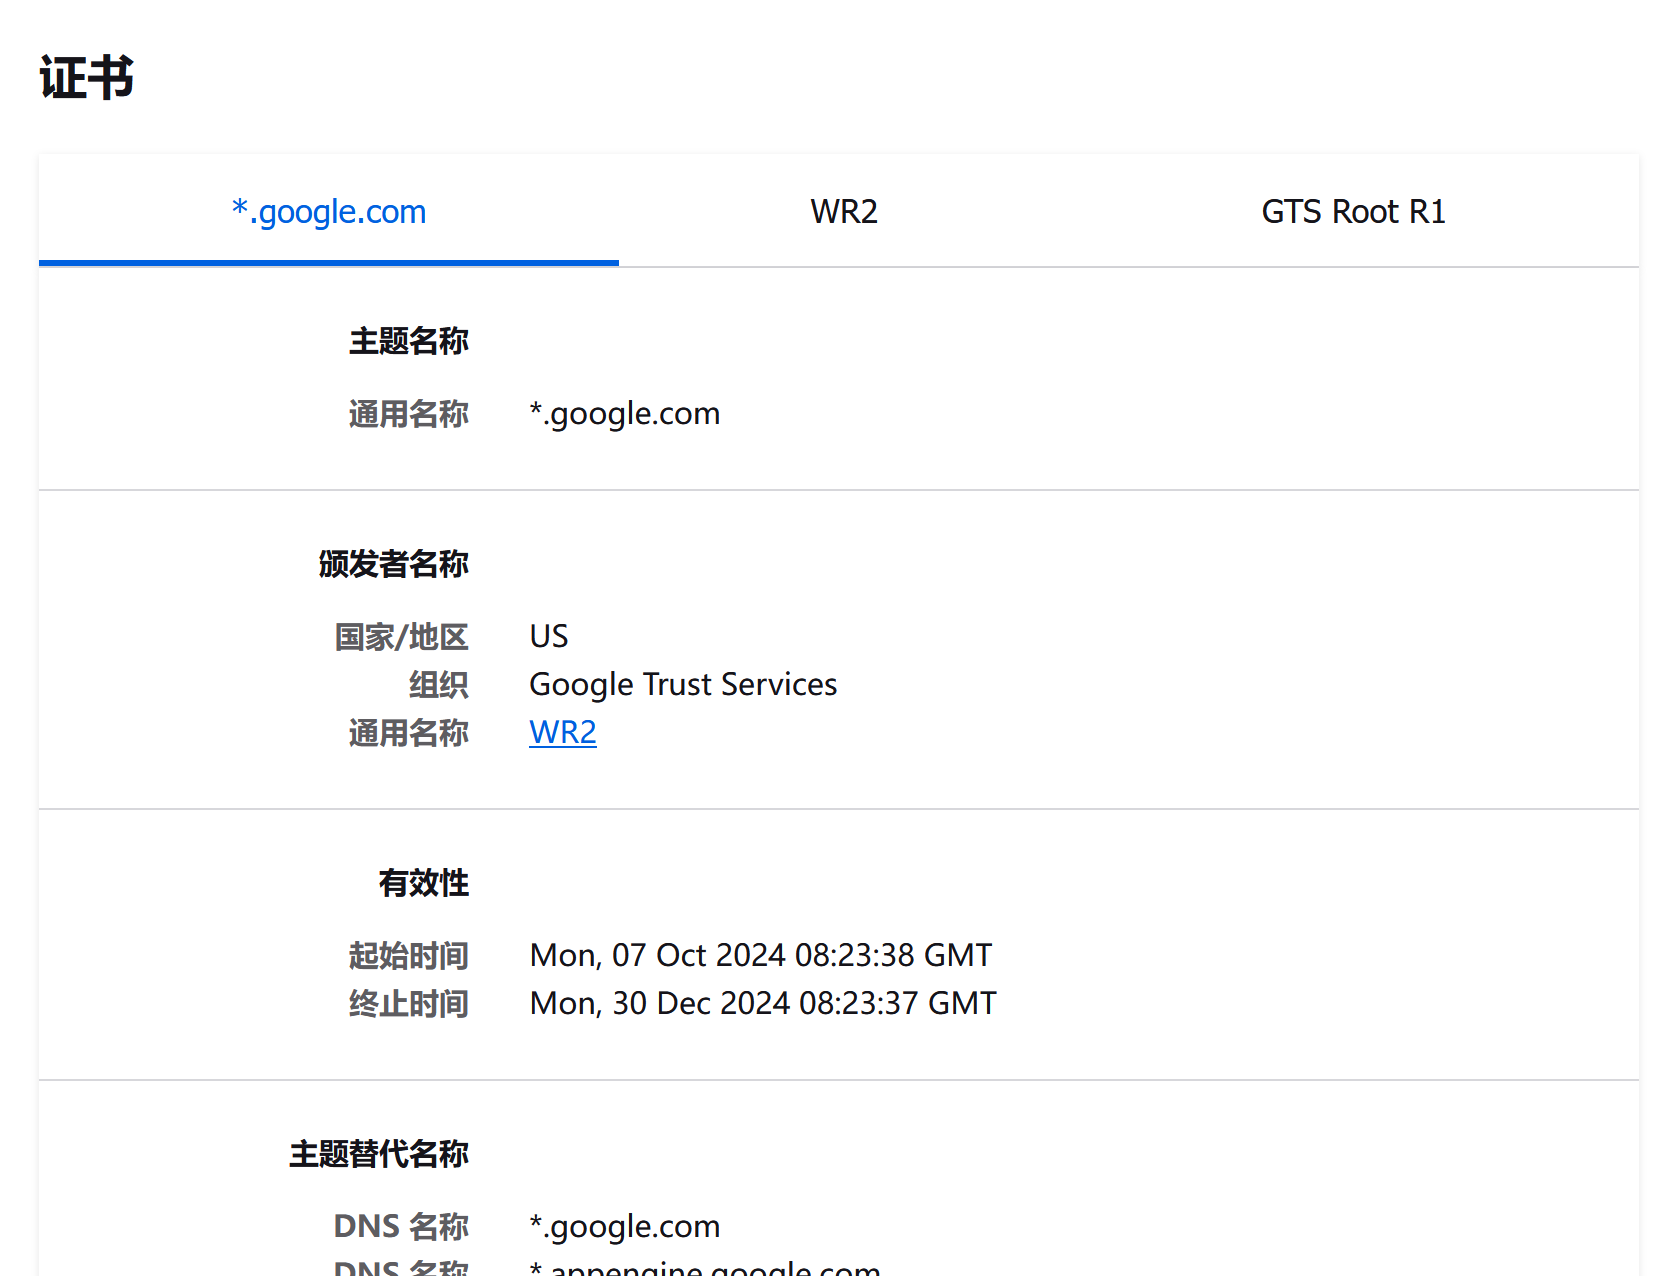 证书
*.google.com
WR2
GTS Root R1
主题名称
通用名称 *.google.com
颁发者名称
国家/地区 US
组织 Google Trust Services
通用名称 WR2
有效性
起始时间 Mon, 07 Oct 2024 08:23:38 GMT
终止时间 Mon, 30 Dec 2024 08:23:37 GMT
主题替代名称
DNS 名称 *.google.com
DNS 名称 *.appengine.google.com